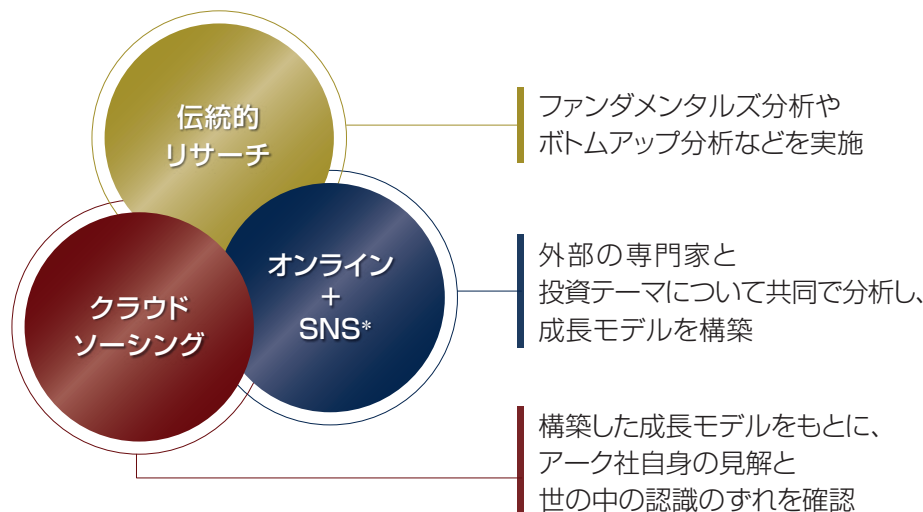 伝統的
リサーチ
ファンダメンタルズ分析や
ボトムアップ分析などを実施
オンライン
+
SNS*
外部の専門家と
投資テーマについて共同で分析し、
成長モデルを構築
クラウド
ソーシング
構築した成長モデルをもとに、
アーク社自身の見解と
世の中の認識のずれを確認